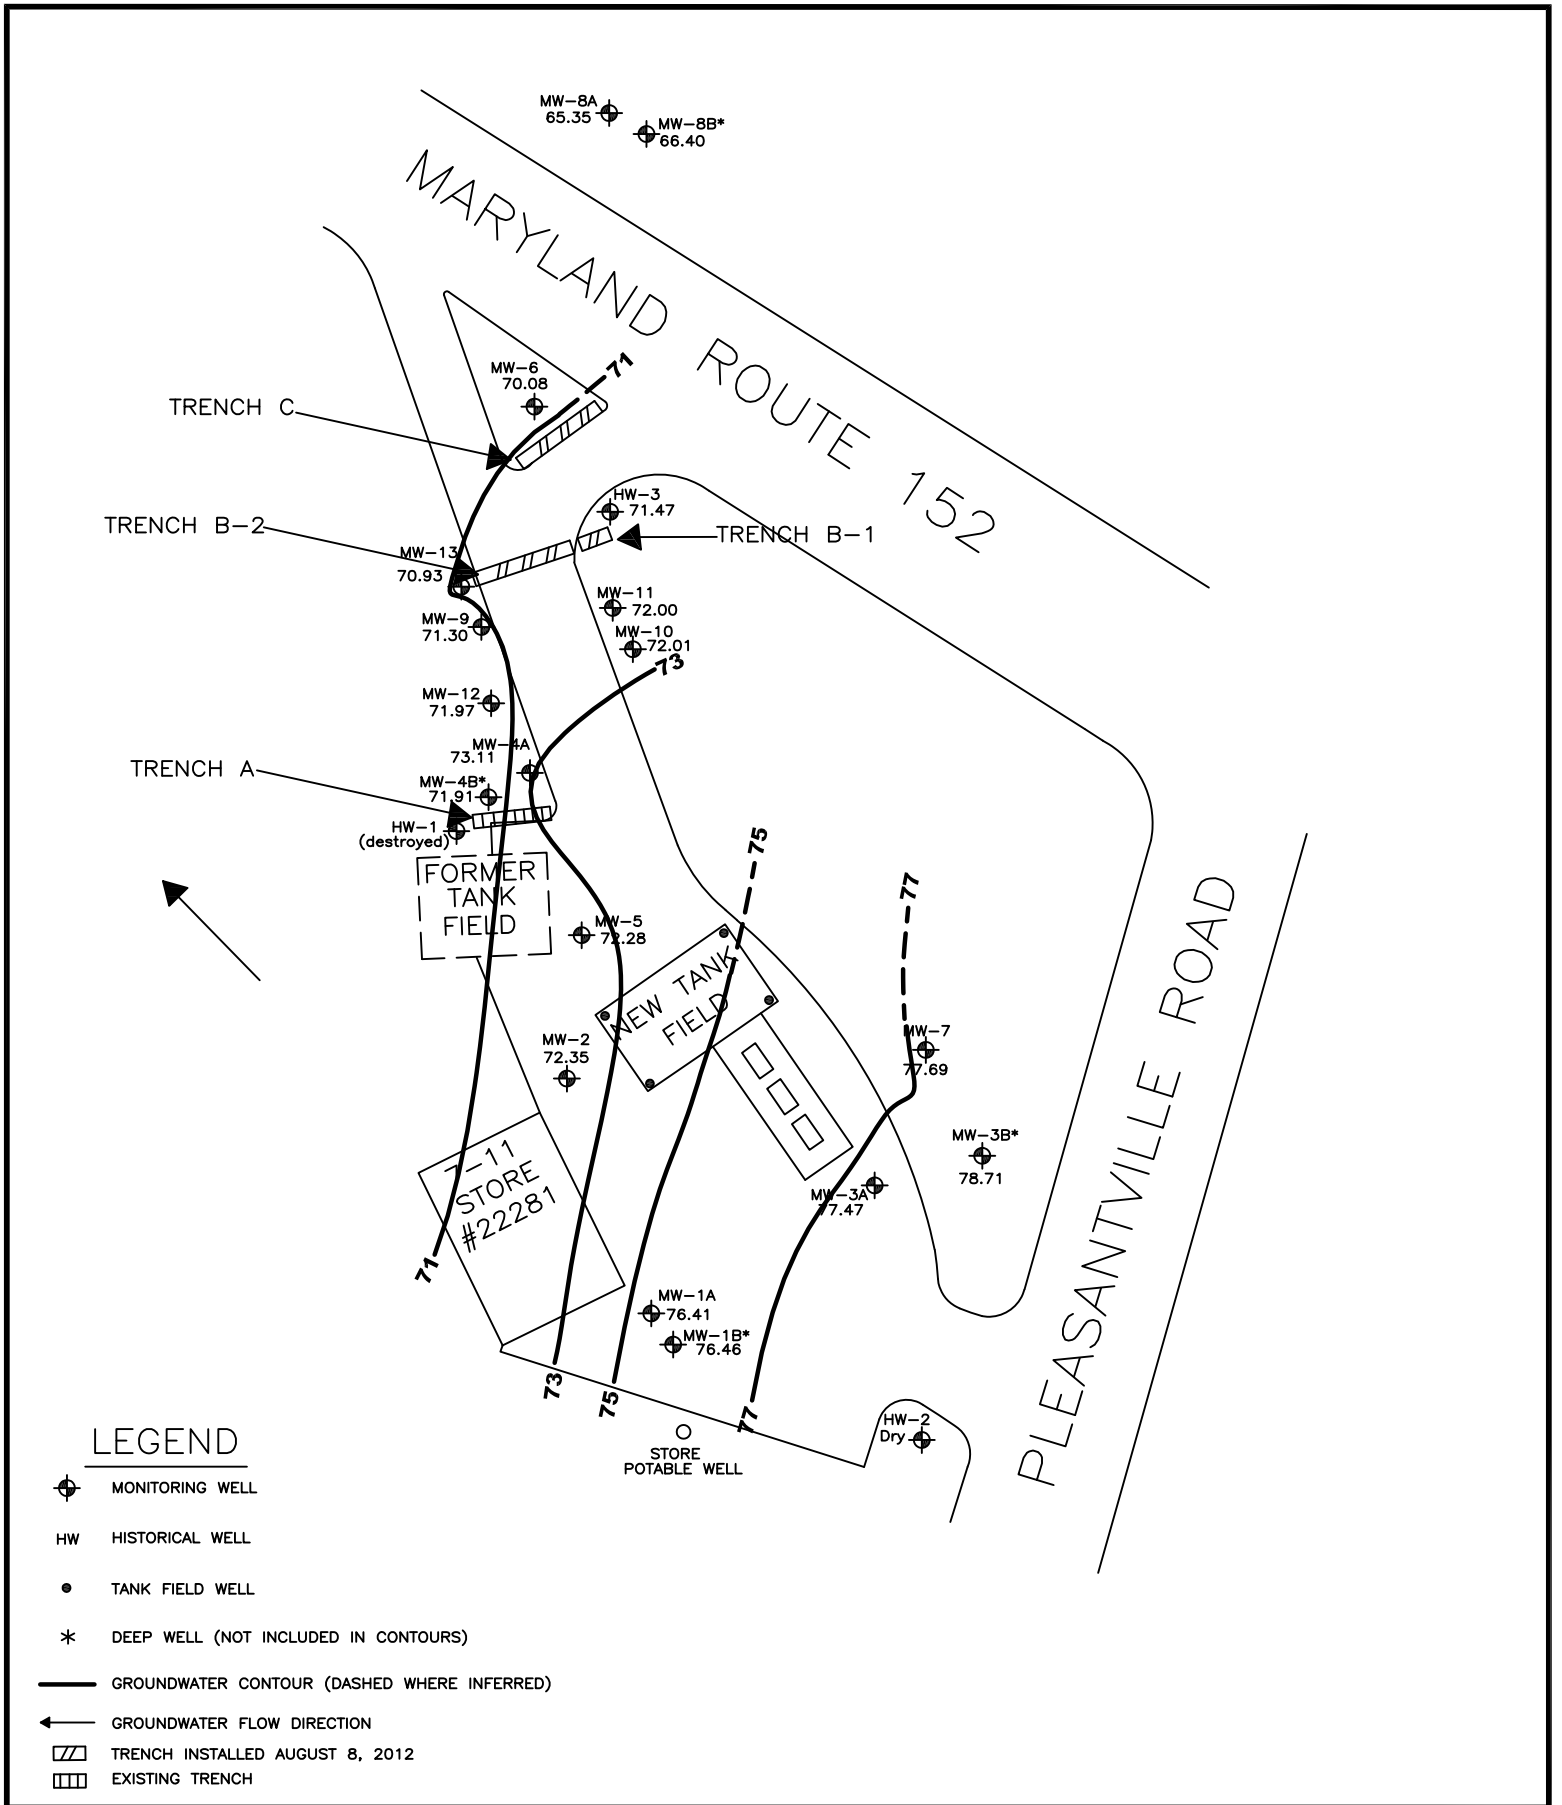 MW-8A
65.35
MW-8B*
66.40
MARYLAND ROUTE 152
71
MW-6
70.08
TRENCH C
HW-3
71.47
TRENCH B-2
TRENCH B-1
MW-13
70.93
MW-11
72.00
MW-9
71.30
MW-10
72.01
73
MW-12
71.97
MW-4A
73.11
TRENCH A
MW-4B*
71.91
HW-1
(destroyed)
75
FORMER
TANK
FIELD
77
MW-5
72.28
NEW TANK
FIELD
PLEASANTVILLE ROAD
MW-7
77.69
MW-2
72.35
MW-3B*
78.71
7-11
STORE
#22281
MW-3A
77.47
71
MW-1A
76.41
MW-1B*
76.46
73
75
77
HW-2
Dry
STORE
POTABLE WELL
LEGEND
MONITORING WELL
HW HISTORICAL WELL
TANK FIELD WELL
* DEEP WELL (NOT INCLUDED IN CONTOURS)
GROUNDWATER CONTOUR (DASHED WHERE INFERRED)
GROUNDWATER FLOW DIRECTION
TRENCH INSTALLED AUGUST 8, 2012
EXISTING TRENCH